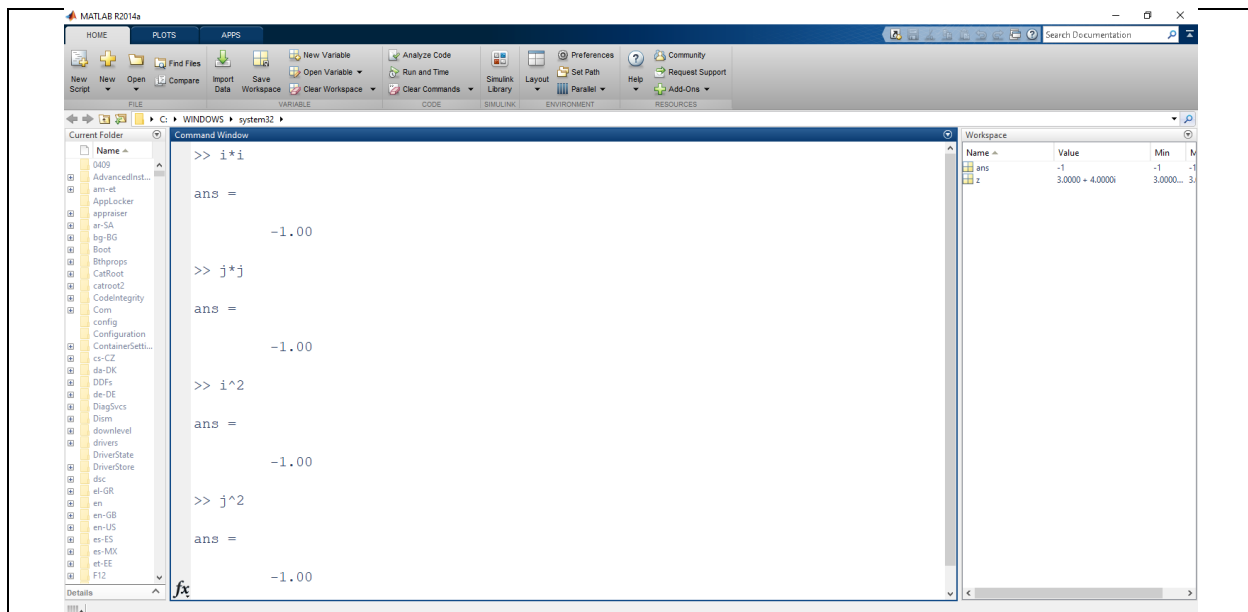 MATLAB R2014a
HOME PLOTS APPS
Search Documentation
New Script
New
Open
Find Files
Compare
FILE
Import Data
Save Workspace
New Variable
Open Variable
Clear Workspace
VARIABLE
Analyze Code
Run and Time
Clear Commands
CODE
Simulink Library
SIMULINK
Layout
Preferences
Set Path
Parallel
ENVIRONMENT
Help
Community
Request Support
Add-Ons
RESOURCES
C: WINDOWS system32
Current Folder
Name
0409
AdvancedInst...
am-et
AppLocker
appraiser
ar-SA
bg-BG
Boot
Bthprops
CatRoot
catroot2
CodeIntegrity
Com
config
Configuration
ContainerSetti...
cs-CZ
da-DK
DDFs
de-DE
DiagSvcs
Dism
downlevel
drivers
DriverState
DriverStore
dsc
el-GR
en
en-GB
en-US
es-ES
es-MX
et-EE
F12
Details
Command Window
>> i*i
ans =
-1.00
>> j*j
ans =
-1.00
>> i^2
ans =
-1.00
>> j^2
ans =
-1.00
fx
Workspace
Name Value Min M
ans -1 -1 -1
z 3.0000 + 4.0000i 3.0000... 3.